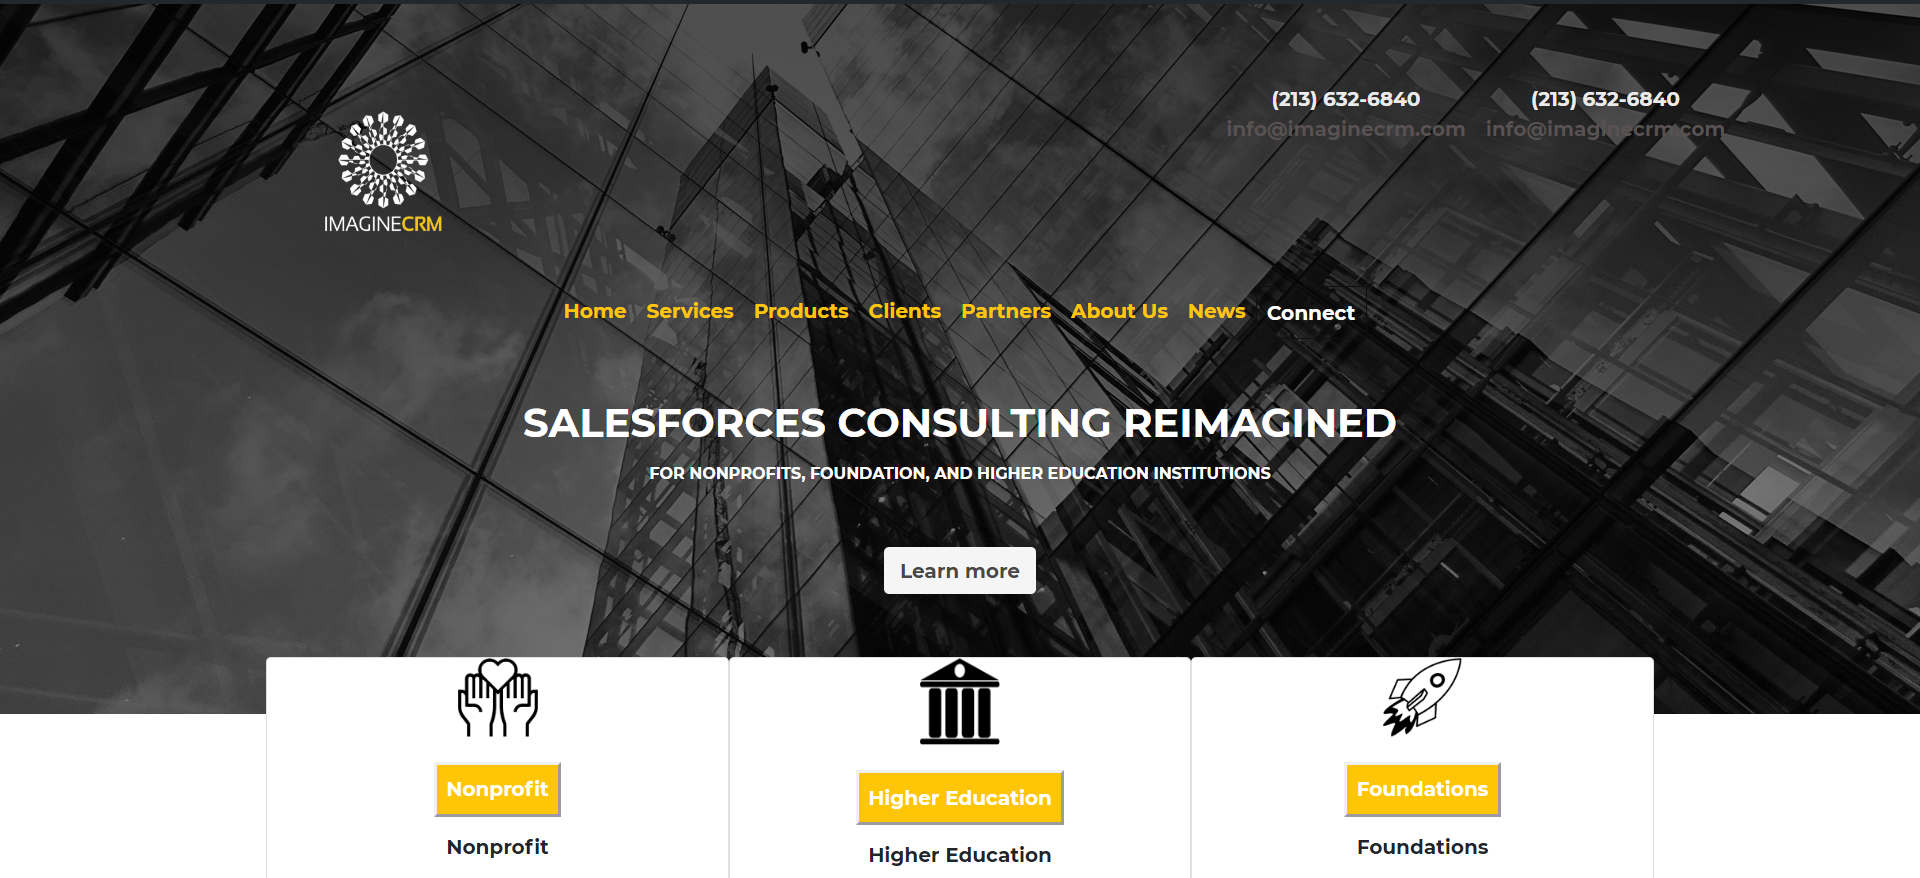 (213) 632-6840 (213) 632-6840
info@imaginecrm.com info@imaginecrm.com
IMAGINECRM
Home Services Products Clients Partners About Us News Connect
SALESFORCES CONSULTING REIMAGINED
FOR NONPROFITS, FOUNDATION, AND HIGHER EDUCATION INSTITUTIONS
Learn more
Nonprofit Higher Education Foundations
Nonprofit Higher Education Foundations